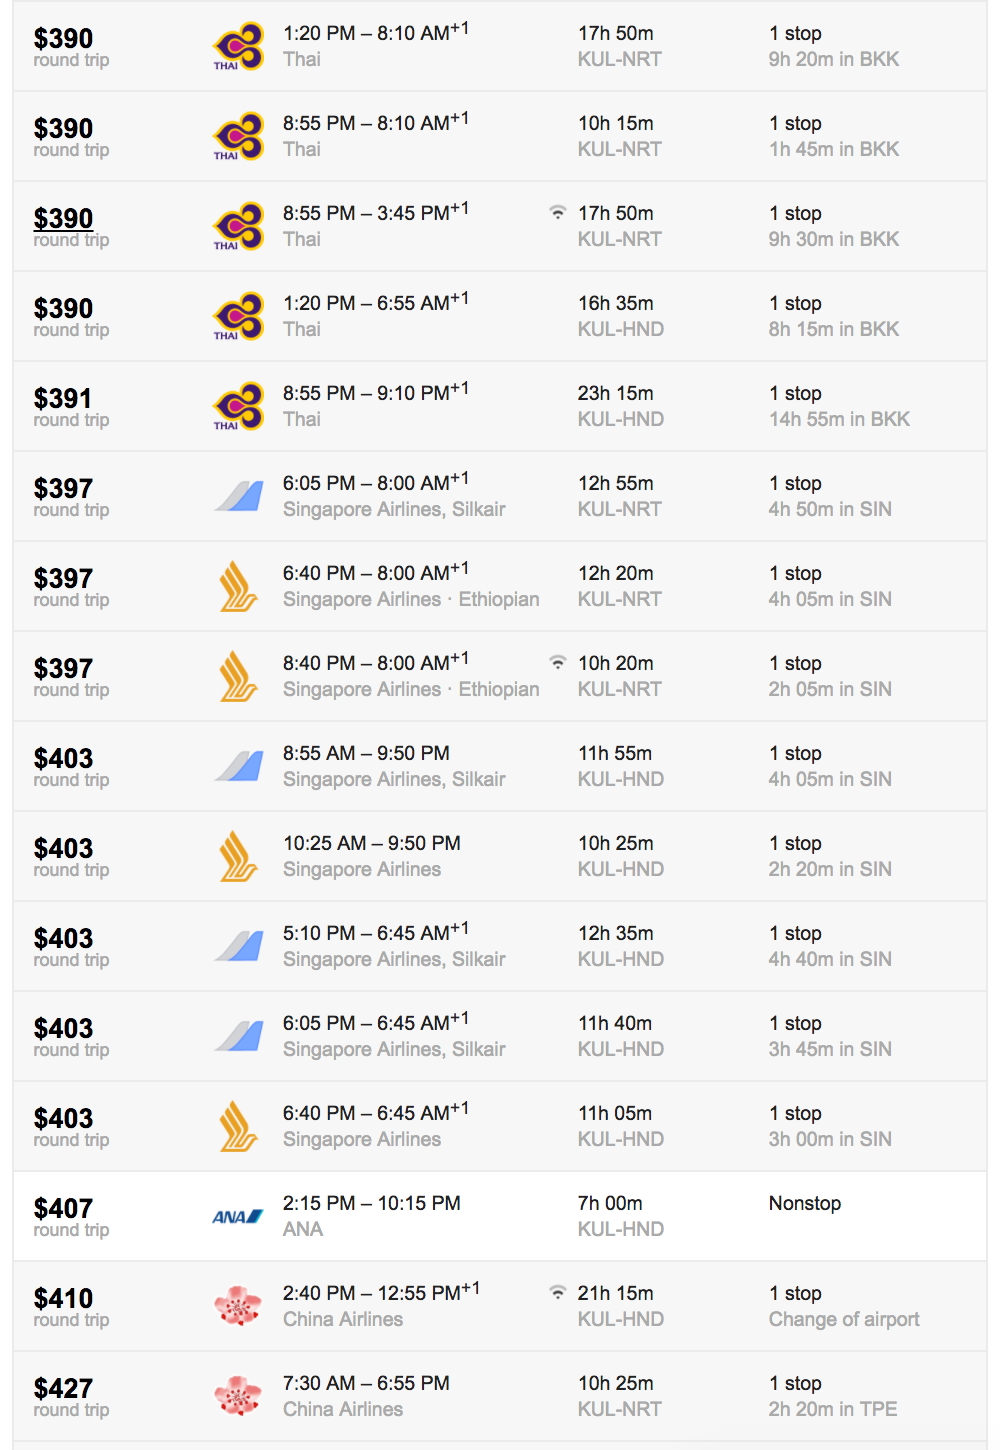 $390
round trip
THAI
1:20 PM – 8:10 AM+1
Thai
17h 50m
KUL-NRT
1 stop
9h 20m in BKK
$390
round trip
THAI
8:55 PM – 8:10 AM+1
Thai
10h 15m
KUL-NRT
1 stop
1h 45m in BKK
$390
round trip
THAI
8:55 PM – 3:45 PM+1
Thai
17h 50m
KUL-NRT
1 stop
9h 30m in BKK
$390
round trip
THAI
1:20 PM – 6:55 AM+1
Thai
16h 35m
KUL-HND
1 stop
8h 15m in BKK
$391
round trip
THAI
8:55 PM – 9:10 PM+1
Thai
23h 15m
KUL-HND
1 stop
14h 55m in BKK
$397
round trip
6:05 PM – 8:00 AM+1
Singapore Airlines, Silkair
12h 55m
KUL-NRT
1 stop
4h 50m in SIN
$397
round trip
6:40 PM – 8:00 AM+1
Singapore Airlines · Ethiopian
12h 20m
KUL-NRT
1 stop
4h 05m in SIN
$397
round trip
8:40 PM – 8:00 AM+1
Singapore Airlines · Ethiopian
10h 20m
KUL-NRT
1 stop
2h 05m in SIN
$403
round trip
8:55 AM – 9:50 PM
Singapore Airlines, Silkair
11h 55m
KUL-HND
1 stop
4h 05m in SIN
$403
round trip
10:25 AM – 9:50 PM
Singapore Airlines
10h 25m
KUL-HND
1 stop
2h 20m in SIN
$403
round trip
5:10 PM – 6:45 AM+1
Singapore Airlines, Silkair
12h 35m
KUL-HND
1 stop
4h 40m in SIN
$403
round trip
6:05 PM – 6:45 AM+1
Singapore Airlines, Silkair
11h 40m
KUL-HND
1 stop
3h 45m in SIN
$403
round trip
6:40 PM – 6:45 AM+1
Singapore Airlines
11h 05m
KUL-HND
1 stop
3h 00m in SIN
$407
round trip
ANA
2:15 PM – 10:15 PM
ANA
7h 00m
KUL-HND
Nonstop
$410
round trip
2:40 PM – 12:55 PM+1
China Airlines
21h 15m
KUL-HND
1 stop
Change of airport
$427
round trip
7:30 AM – 6:55 PM
China Airlines
10h 25m
KUL-NRT
1 stop
2h 20m in TPE